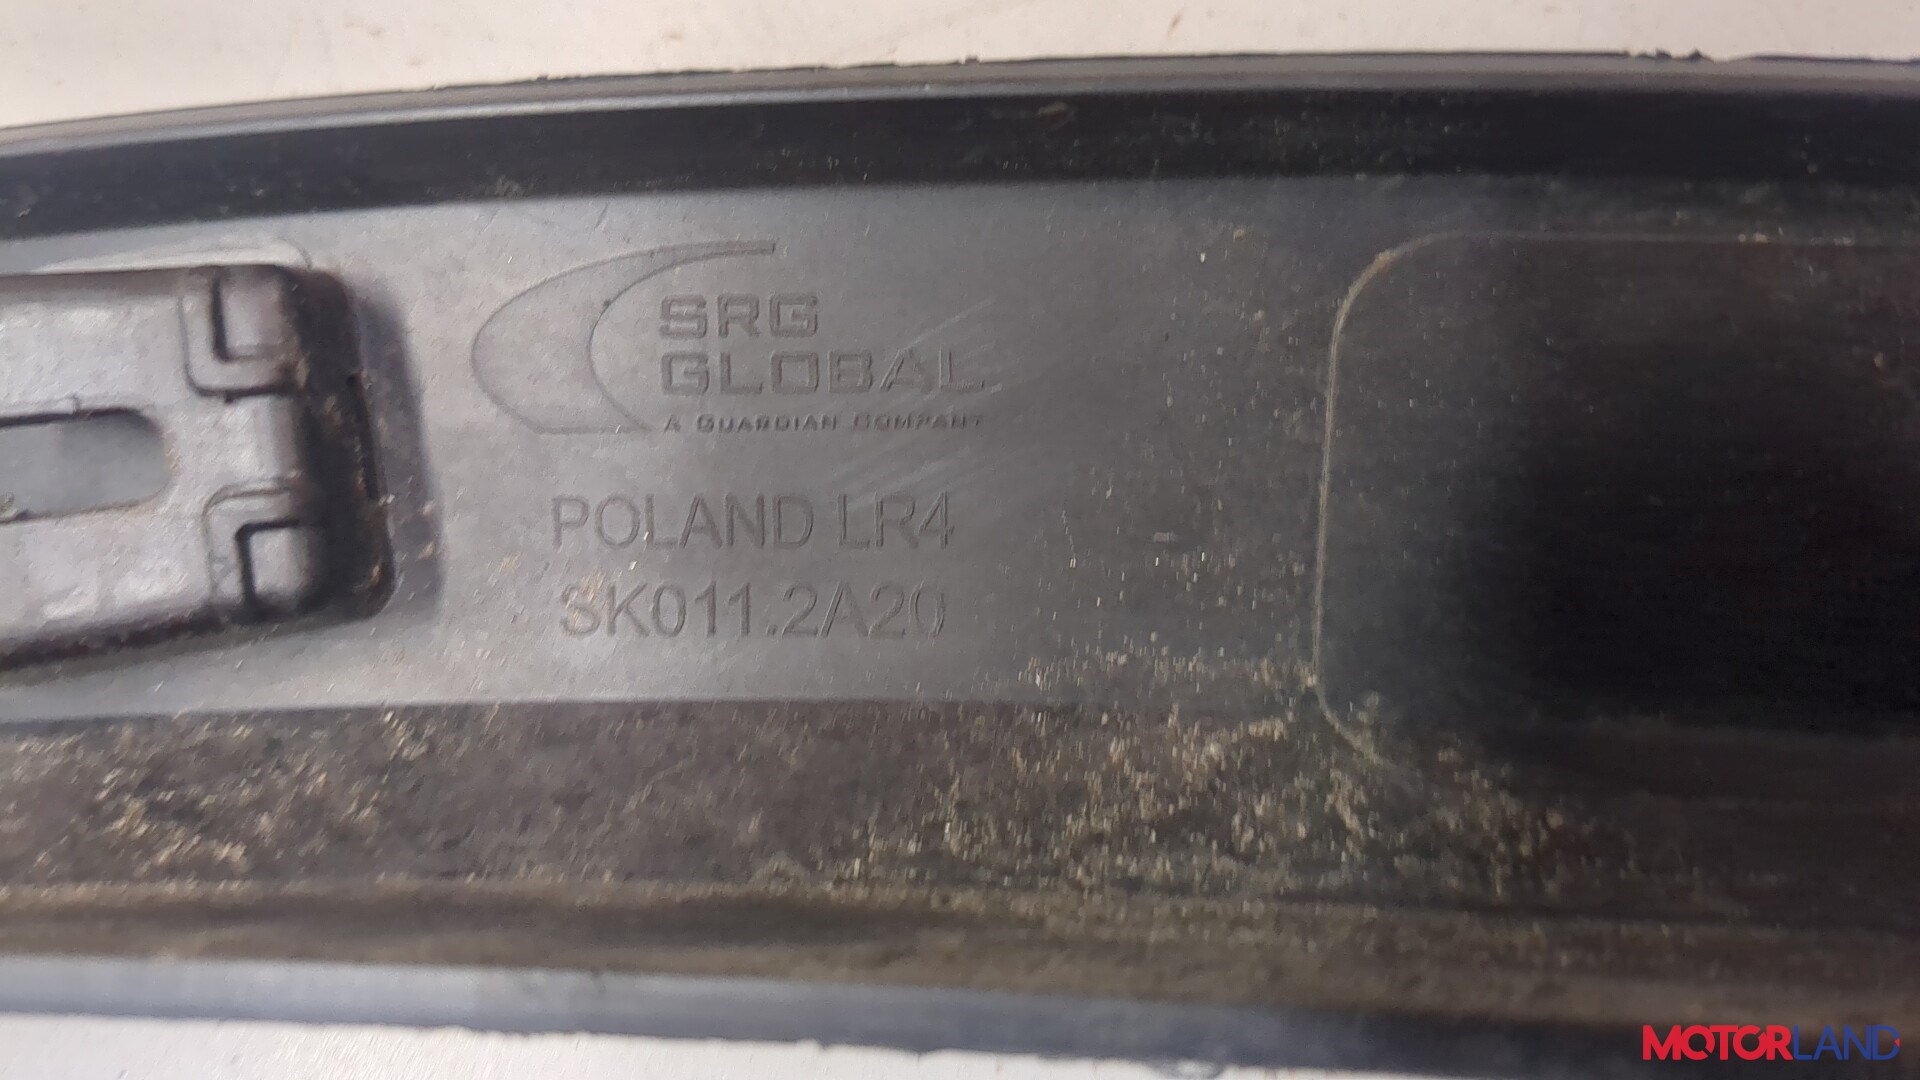 SRG
GLOBAL
A GUARDIAN COMPANY
POLAND LR4
SK011.2A20
MOTORLAND